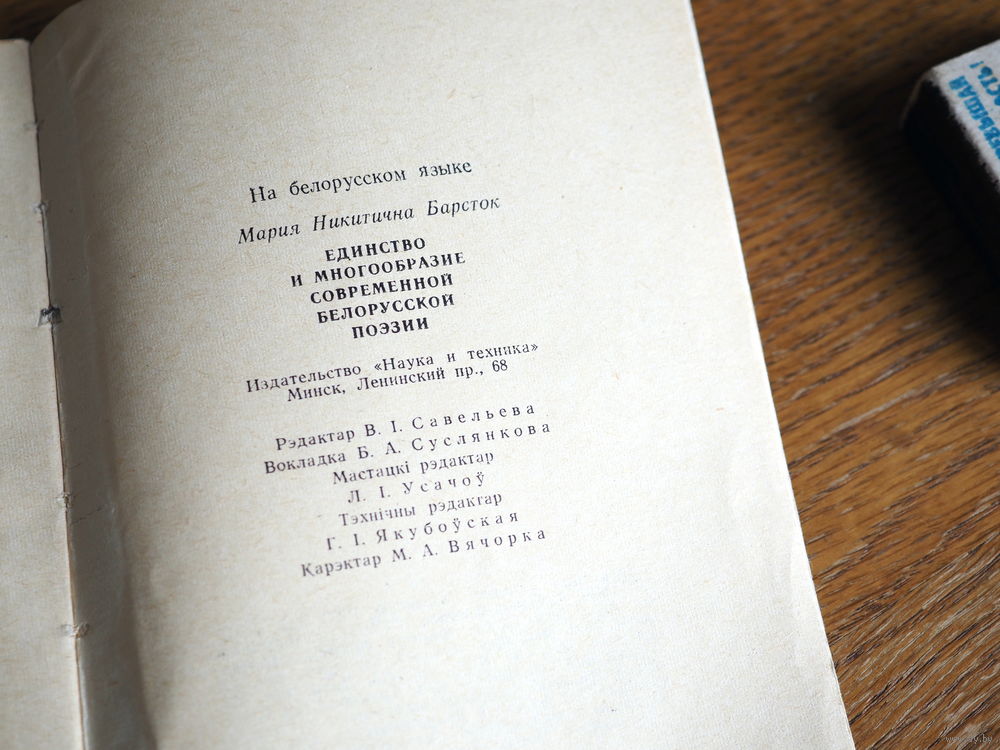 На белорусском языке
Мария Никитична Барсток
ЕДИНСТВО
И МНОГООБРАЗИЕ
СОВРЕМЕННОЙ
БЕЛОРУССКОЙ
ПОЭЗИИ
Издательство «Наука и техника»
Минск, Ленинский пр., 68
Рэдактар В. І. Савельева
Вокладка Б. А. Суслянкова
Мастацкі рэдактар
Л. І. Усачоў
Тэхнічны рэдактар
Г. І. Якубоўская
Карэктар М. Л. Вячорка